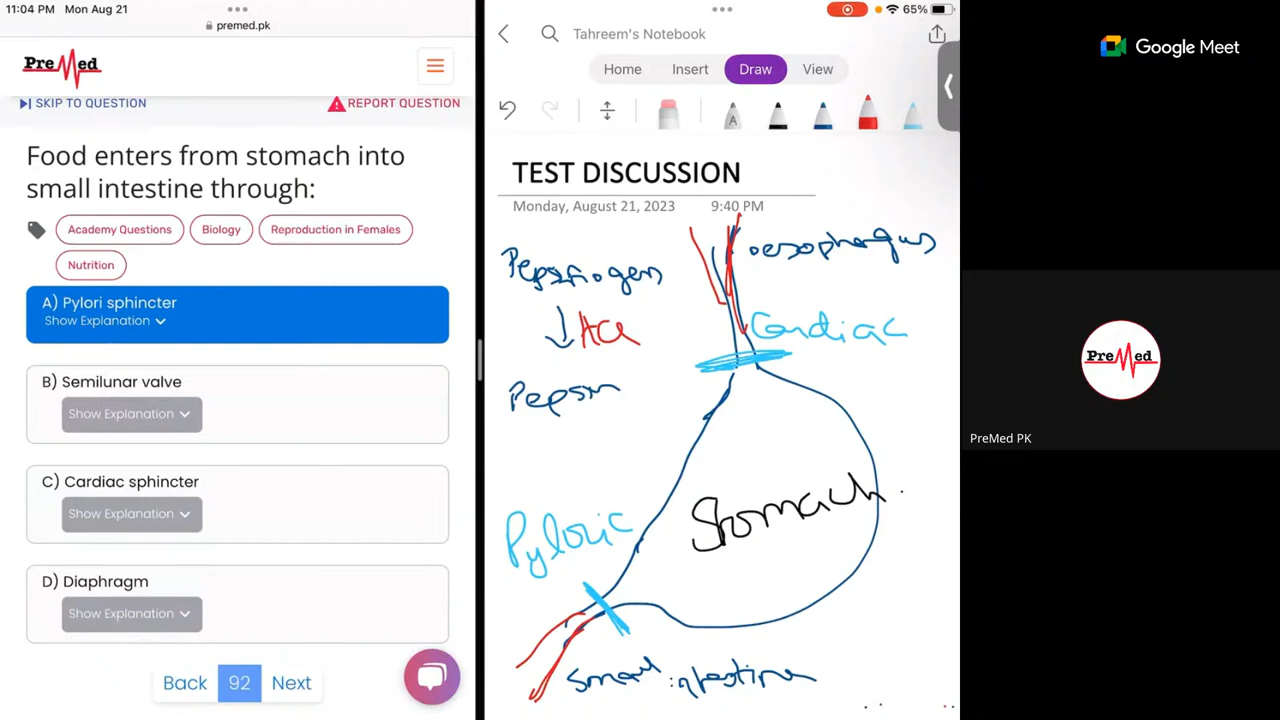 11:04 PM Mon Aug 21
premed.pk
PreMed
SKIP TO QUESTION
REPORT QUESTION
Food enters from stomach into
small intestine through:
Academy Questions
Biology
Reproduction in Females
Nutrition
A) Pylori sphincter
Show Explanation
B) Semilunar valve
Show Explanation
C) Cardiac sphincter
Show Explanation
D) Diaphragm
Show Explanation
Back
92
Next
65%
Tahreem's Notebook
Home
Insert
Draw
View
A
TEST DISCUSSION
Monday, August 21, 2023
9:40 PM
oesophagus
Cardiac
Pepsin
Stomach
Pyloric
small intestine
Google Meet
PreMed
PreMed PK